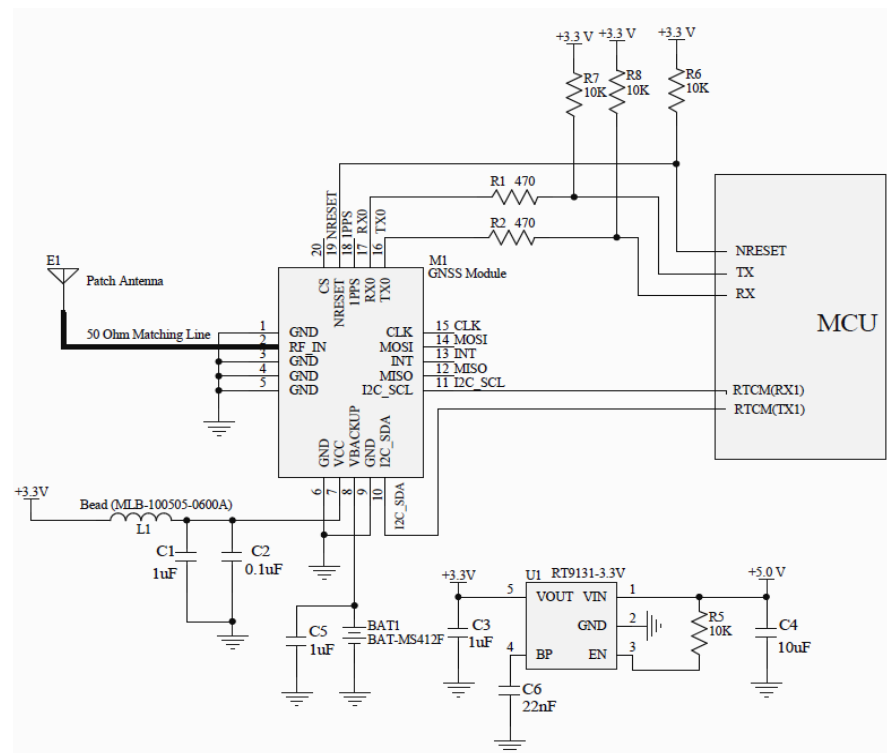 +3.3 V
+3.3 V
+3.3 V
R7
10K
R8
10K
R6
10K
R1 470
R2 470
20
19 NRESET
18 1PPS
17 RX0
16 TX0
M1
GNSS Module
CS
NRESET
1PPS
RX0
TX0
E1
Patch Antenna
50 Ohm Matching Line
1 GND
2 RF_IN
3 GND
4 GND
5 GND
CLK 15 CLK
MOSI 14 MOSI
INT 13 INT
MISO 12 MISO
I2C_SCL 11 I2C_SCL
GND
VCC
VBACKUP
GND
I2C_SDA
6
7
8
9
10
I2C_SDA
NRESET
TX
RX
MCU
RTCM(RX1)
RTCM(TX1)
+3.3V
Bead (MLB-100505-0600A)
L1
C1
1uF
C2
0.1uF
C5
1uF
BAT1
BAT-MS412F
+3.3V
U1 RT9131-3.3V
+5.0 V
5 VOUT VIN 1
GND 2
4 BP EN 3
C3
1uF
C6
22nF
R5
10K
C4
10uF